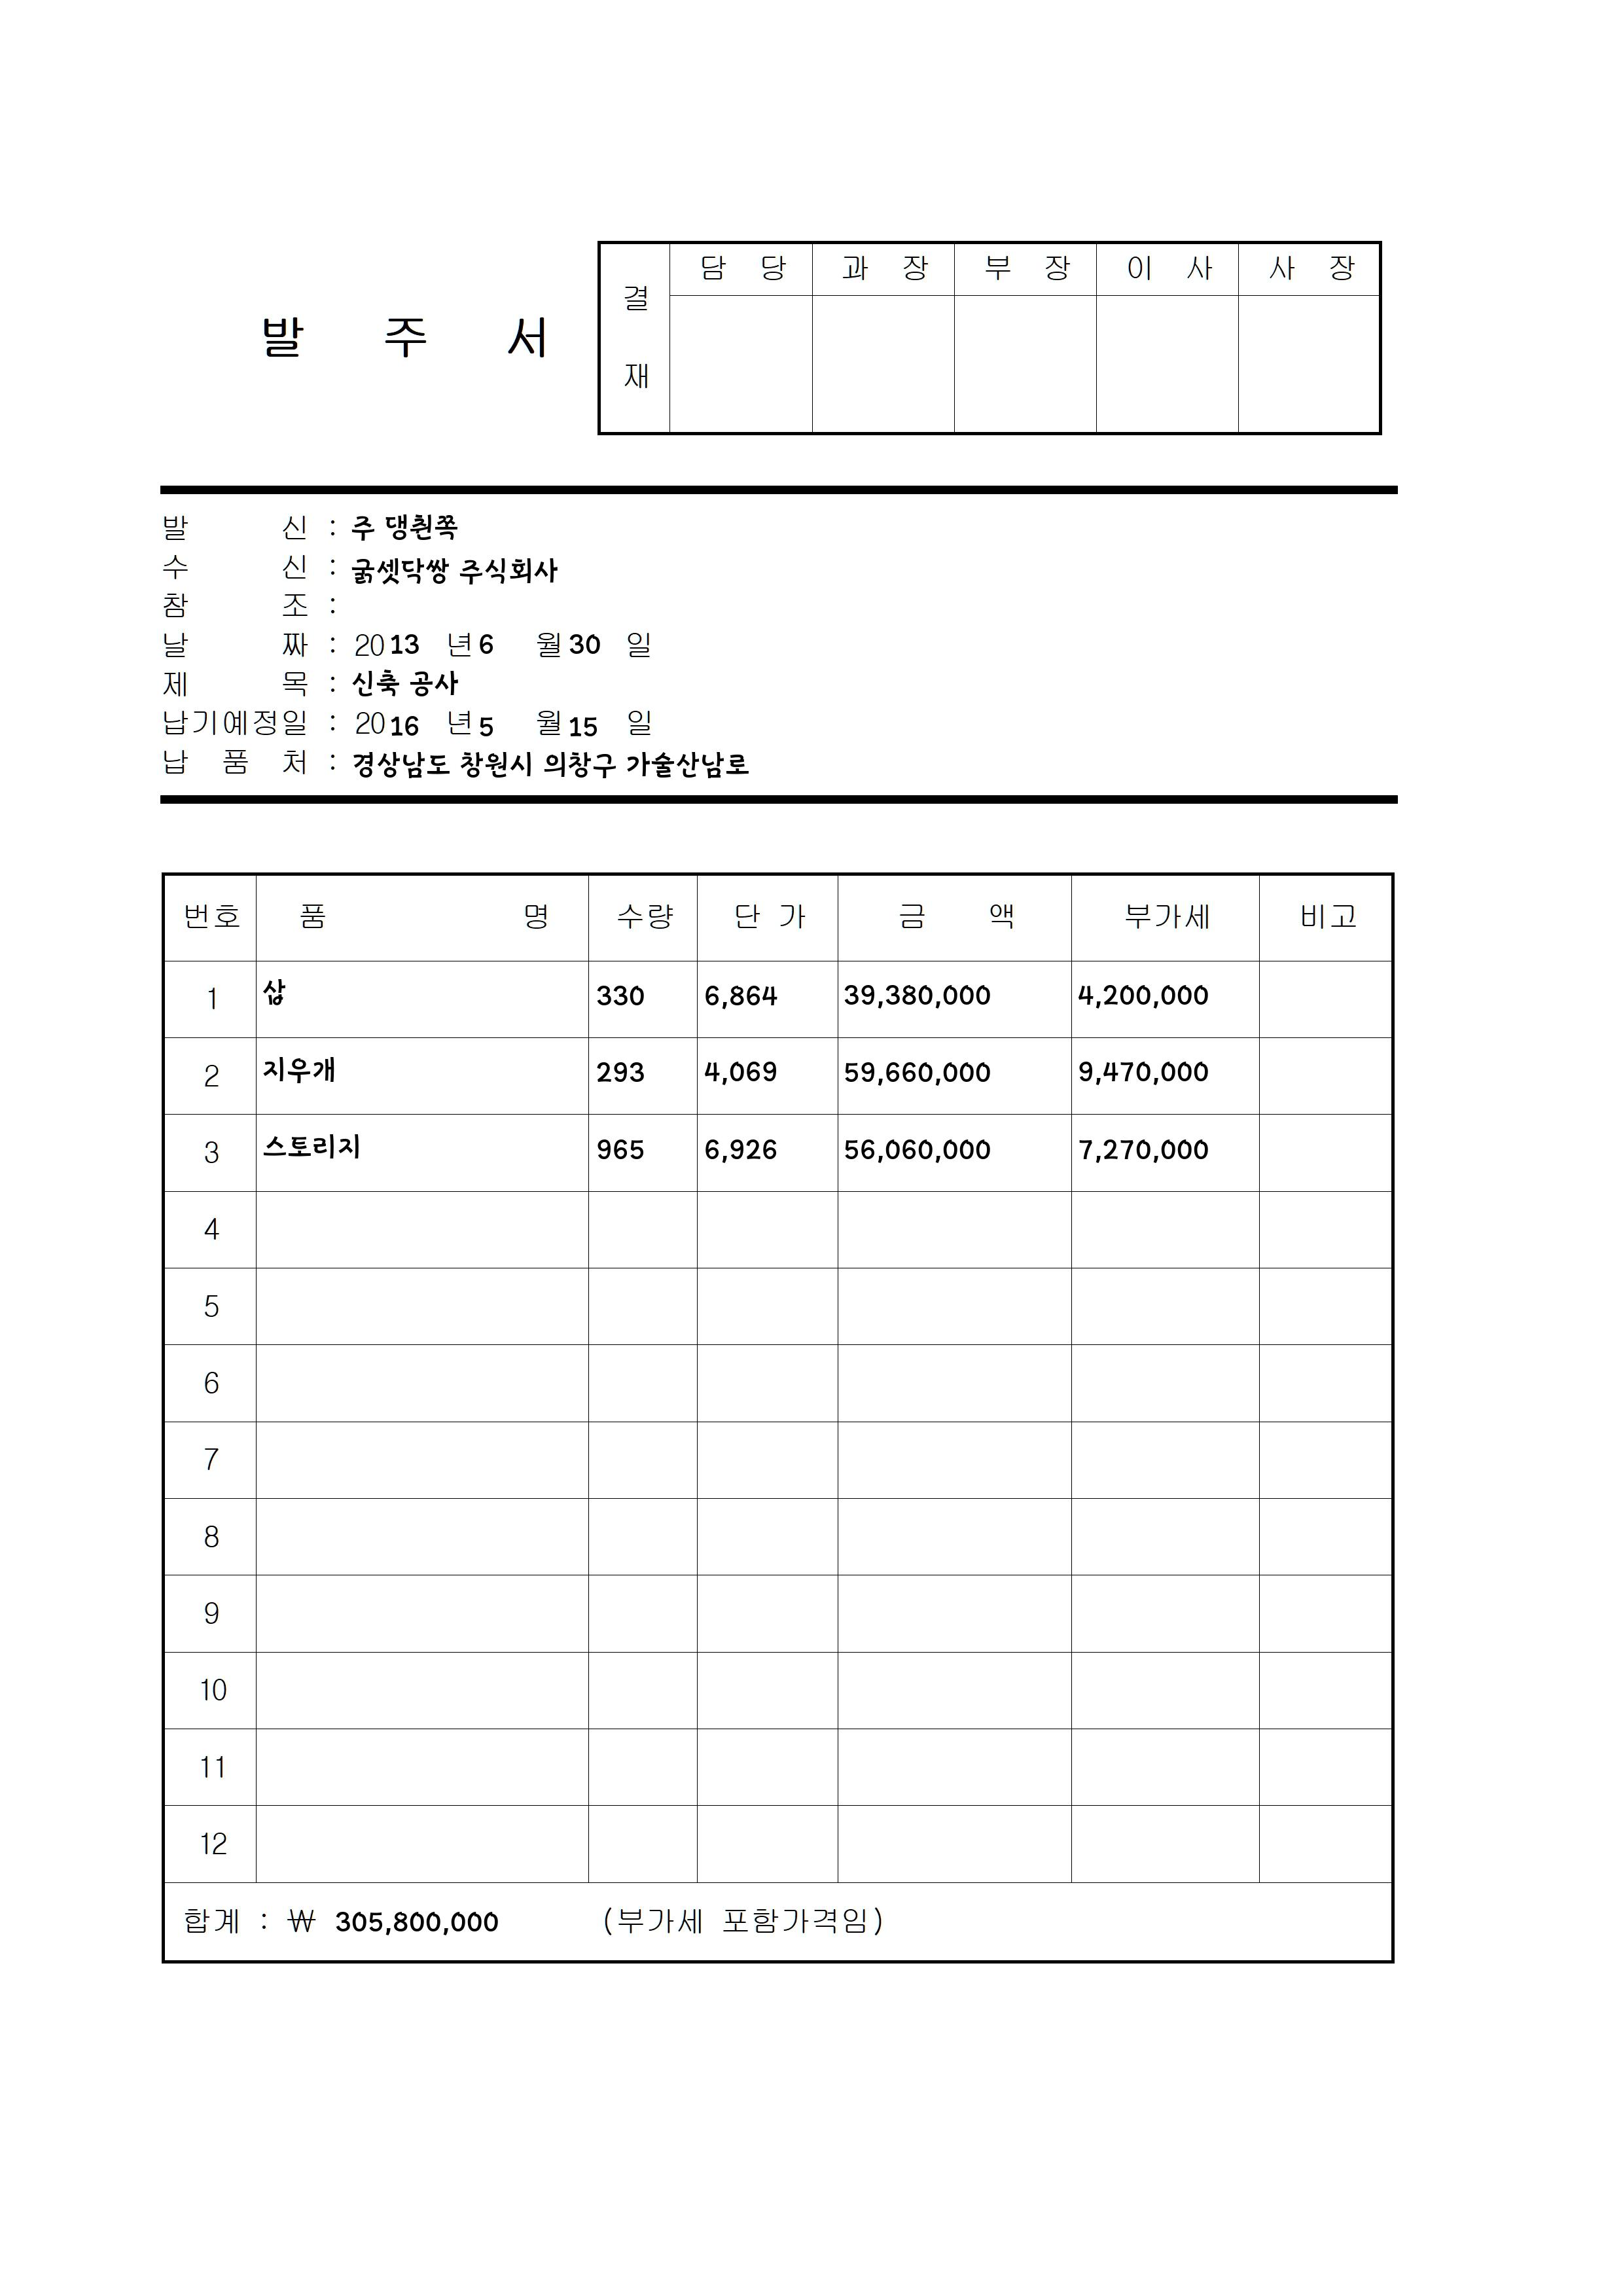 발 주 서
결 재
담 당 과 장 부 장 이 사 사 장
발 신 : 주 댕췬쪽
수 신 : 굵셋닥쌍 주식회사
참 조 :
날 짜 : 2013 년 6 월 30 일
제 목 : 신축 공사
납기예정일 : 2016 년 5 월 15 일
납 품 처 : 경상남도 창원시 의창구 가술산남로
번호 품 명 수량 단 가 금 액 부가세 비고
1 삽 330 6,864 39,380,000 4,200,000
2 지우개 293 4,069 59,660,000 9,470,000
3 스토리지 965 6,926 56,060,000 7,270,000
4
5
6
7
8
9
10
11
12
합계 : ₩ 305,800,000 (부가세 포함가격임)